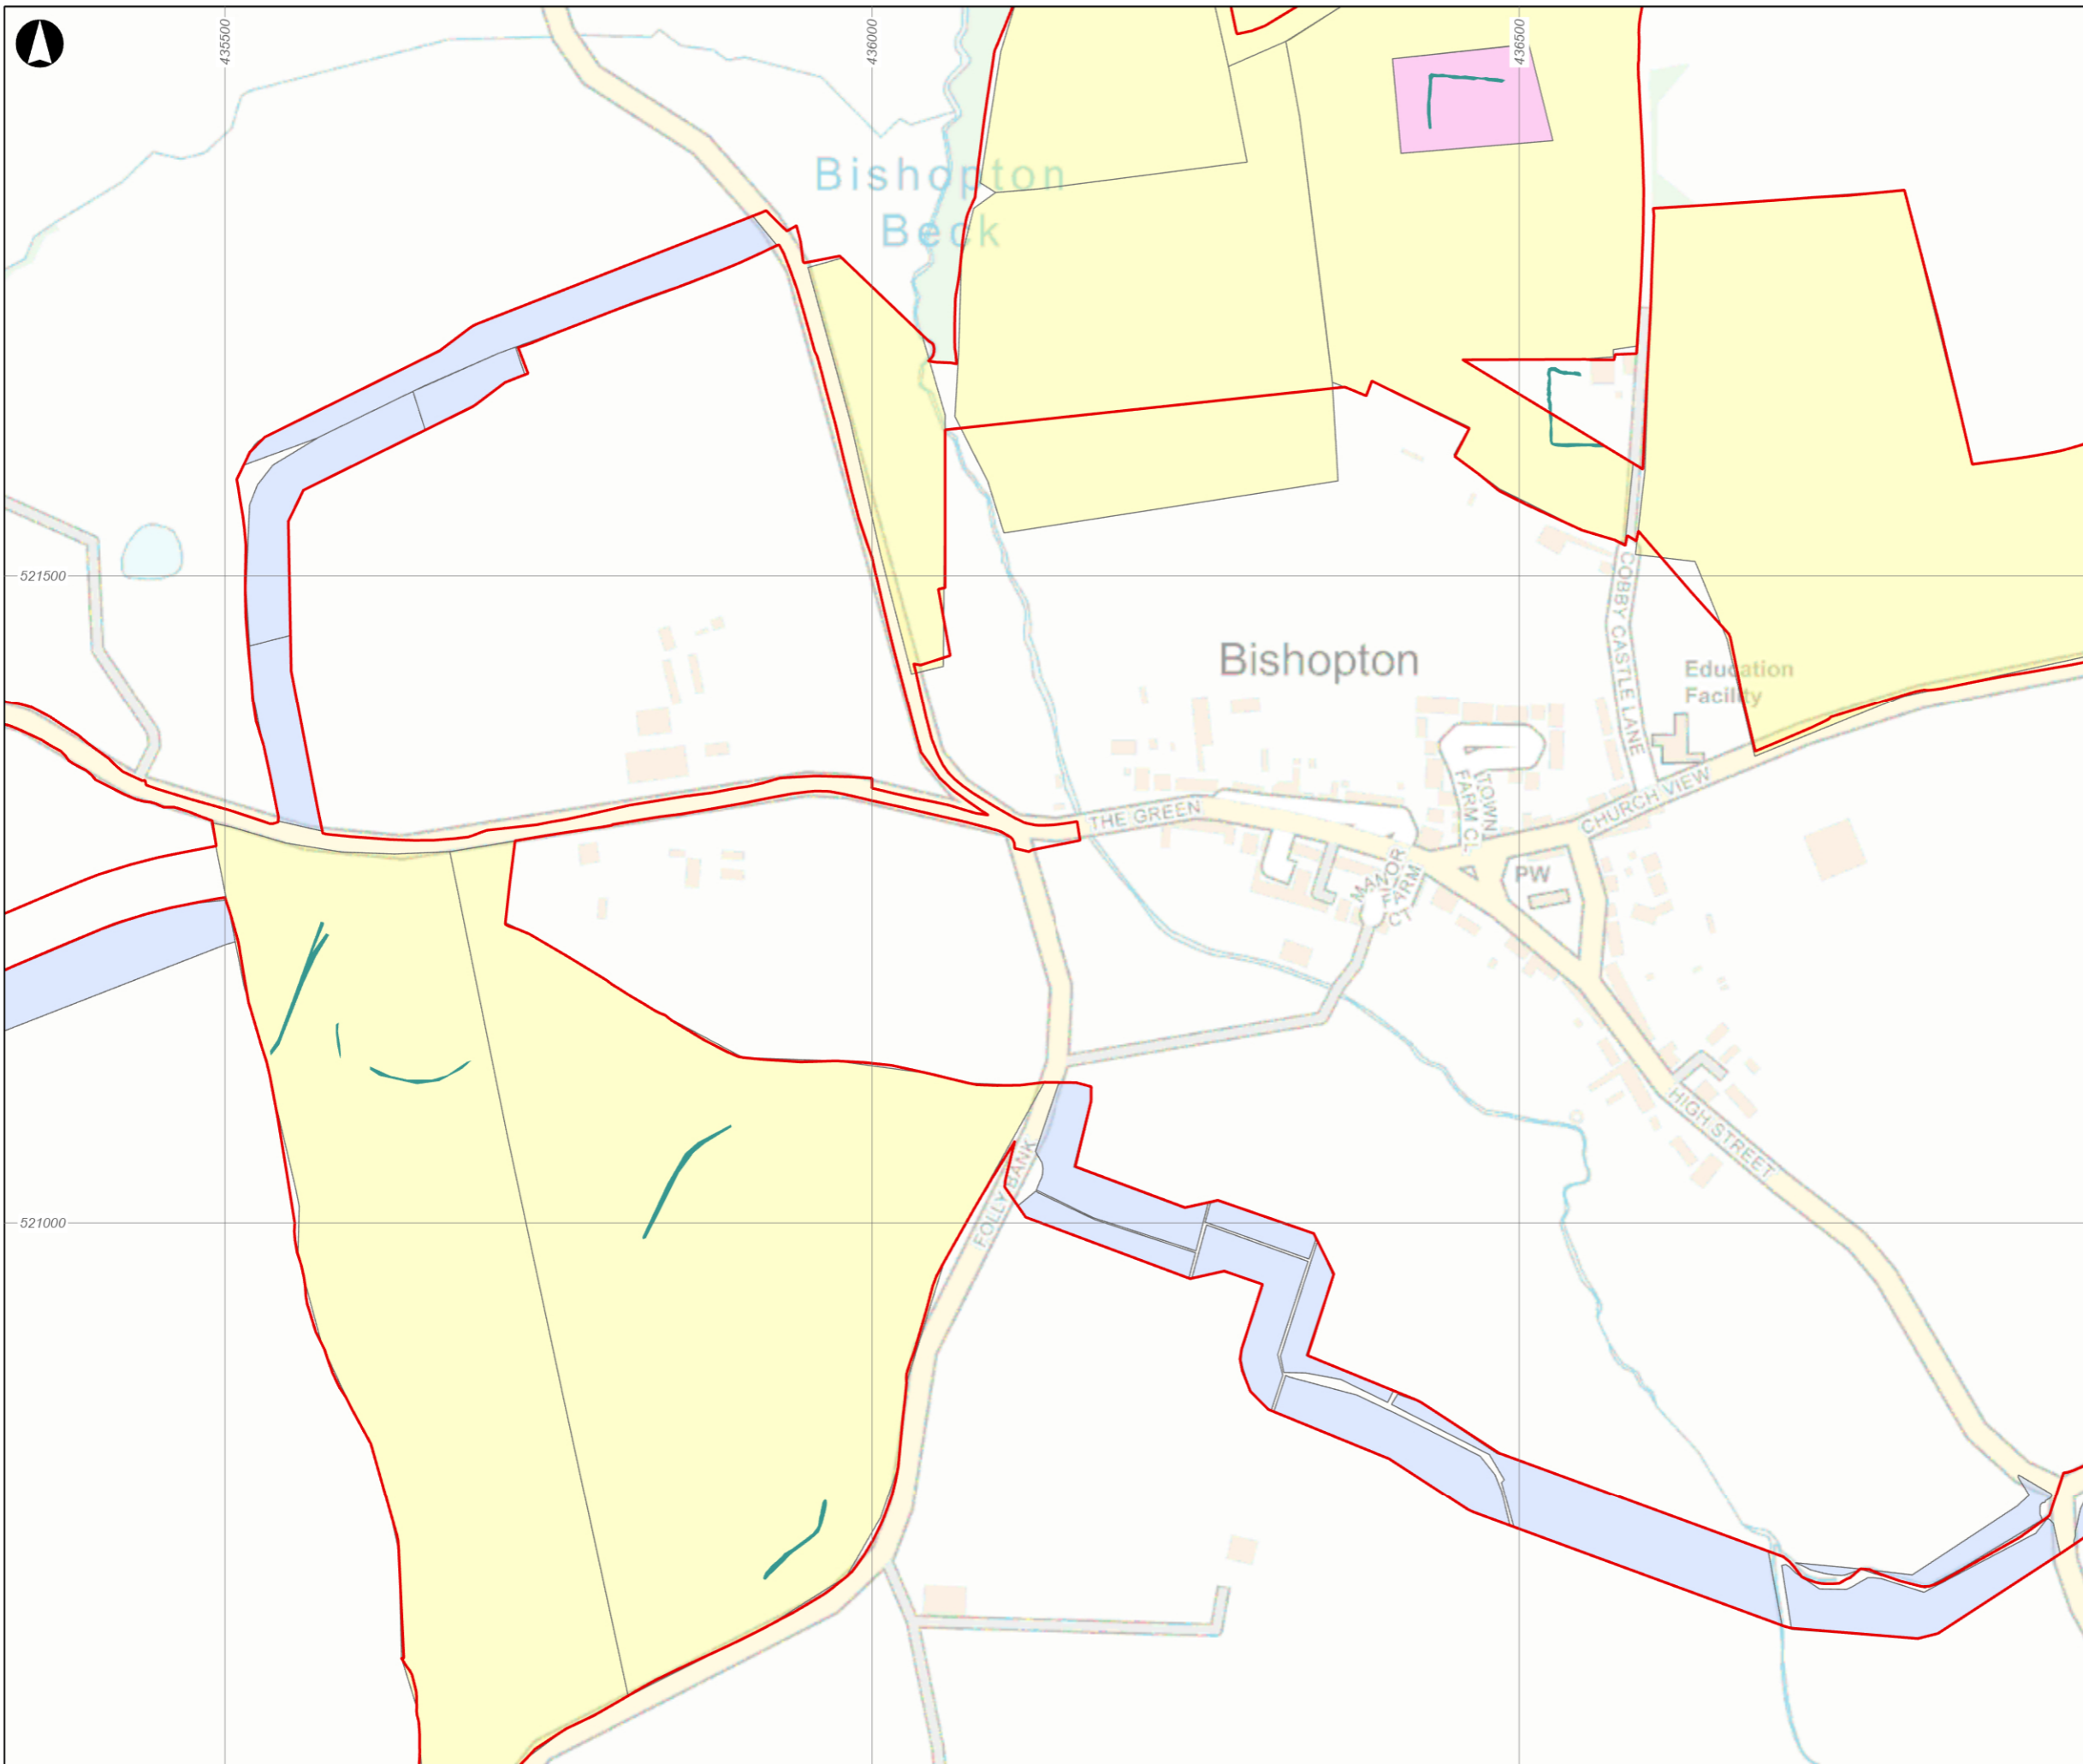 435500
436000
436500
Bishopton
Beck
521500
COBBY CASTLE LANE
Bishopton
Education
Facility
TOWN
FARM CL
CHURCH VIEW
THE GREEN
MANOR
FARM
CT
PW
HIGH STREET
FOLLY BANK
521000